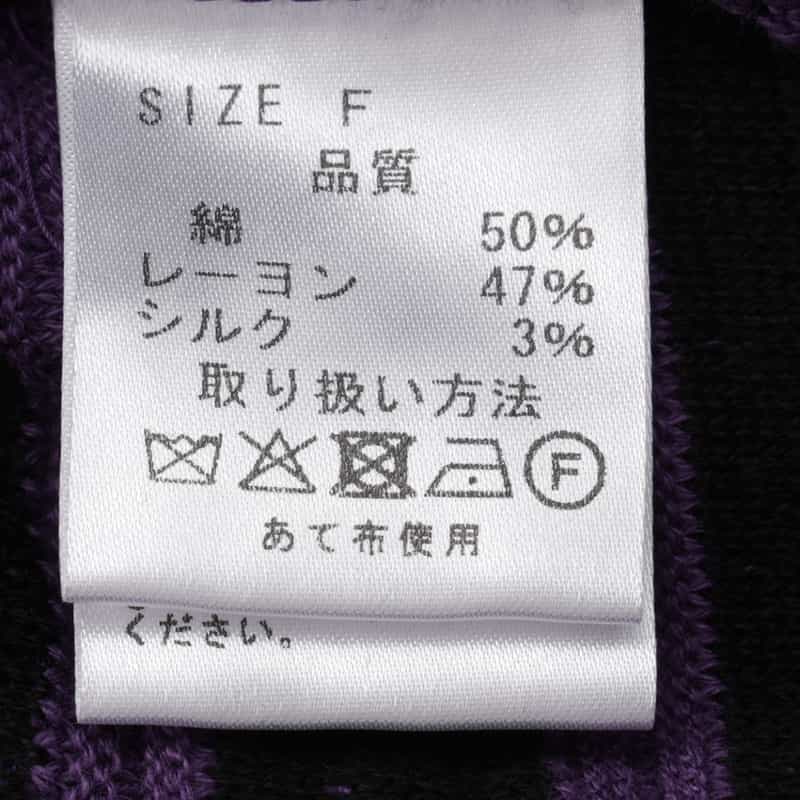 SIZE F
品質
綿 50%
レーヨン 47%
シルク 3%
取り扱い方法
F
あて布使用
ください。